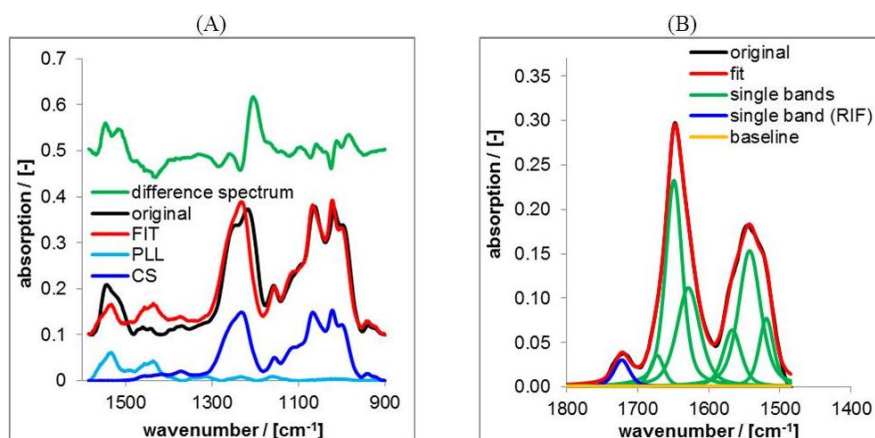 (A)
0.7
0.6
0.5
0.4
0.3
0.2
0.1
0
absorption / [-]
difference spectrum
original
FIT
PLL
CS
1500
1300
1100
900
wavenumber / [cm⁻¹]
(B)
0.35
0.30
0.25
0.20
0.15
0.10
0.05
0.00
absorption / [-]
original
fit
single bands
single band (RIF)
baseline
1800
1700
1600
1500
1400
wavenumber / [cm⁻¹]